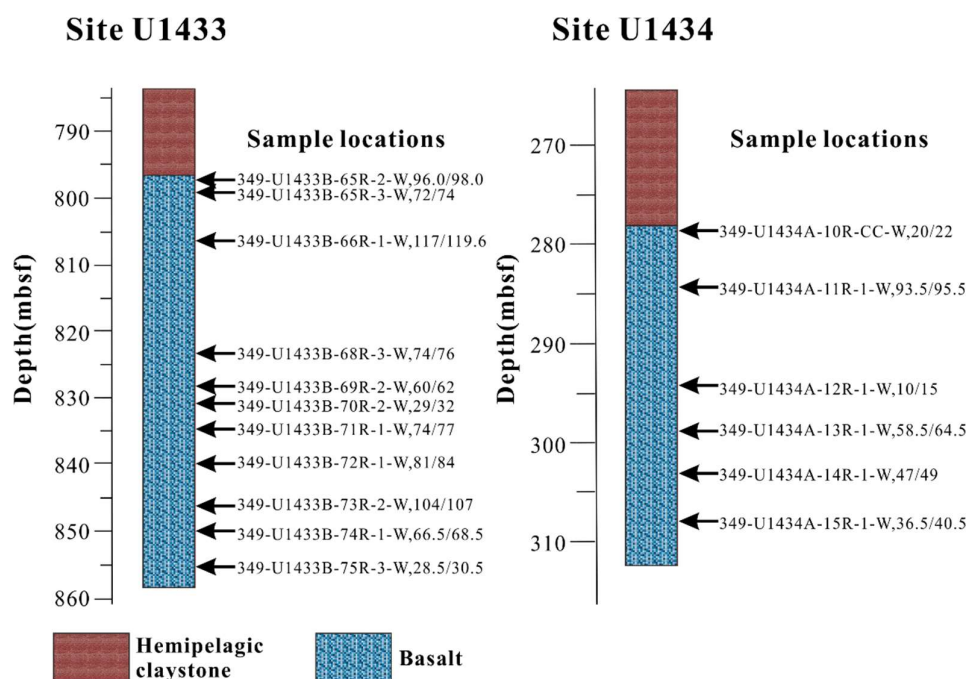 Site U1433
Depth(mbsf)
790
800
810
820
830
840
850
860
Sample locations
349-U1433B-65R-2-W,96.0/98.0
349-U1433B-65R-3-W,72/74
349-U1433B-66R-1-W,117/119.6
349-U1433B-68R-3-W,74/76
349-U1433B-69R-2-W,60/62
349-U1433B-70R-2-W,29/32
349-U1433B-71R-1-W,74/77
349-U1433B-72R-1-W,81/84
349-U1433B-73R-2-W,104/107
349-U1433B-74R-1-W,66.5/68.5
349-U1433B-75R-3-W,28.5/30.5
Site U1434
Depth(mbsf)
270
280
290
300
310
Sample locations
349-U1434A-10R-CC-W,20/22
349-U1434A-11R-1-W,93.5/95.5
349-U1434A-12R-1-W,10/15
349-U1434A-13R-1-W,58.5/64.5
349-U1434A-14R-1-W,47/49
349-U1434A-15R-1-W,36.5/40.5
Hemipelagic
claystone
Basalt